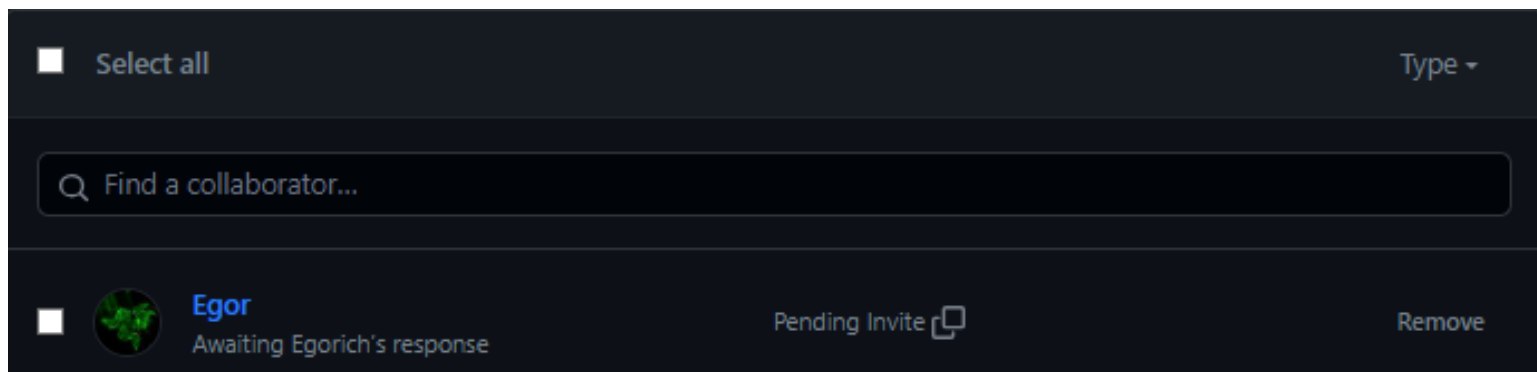 Select all
Type
Find a collaborator...
Egor
Awaiting Egorich's response
Pending Invite
Remove